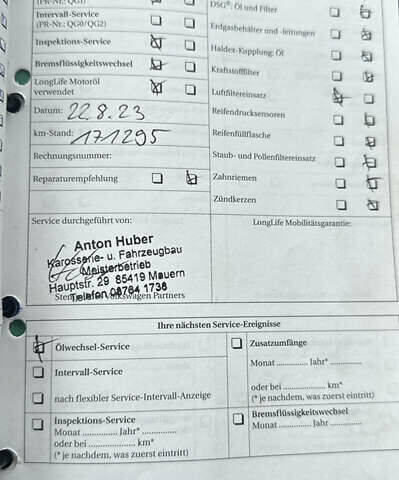 (PR-Nr.: QG1)
Intervall-Service
(PR-Nr.: QG0/QG2)
Inspektions-Service
Bremsflüssigkeitswechsel
LongLife Motoröl
verwendet
Datum: 22.8.23
km-Stand: 171295
Rechnungsnummer:
Reparaturempfehlung
DSG®: Öl und Filter
Erdgasbehälter und -leitungen
Haldex-Kupplung: Öl
Kraftstofffilter
Luftfiltereinsatz
Reifendrucksensoren
Reifenfüllflasche
Staub- und Pollenfiltereinsatz
Zahnriemen
Zündkerzen
Service durchgeführt von:
Anton Huber
Karosserie- u. Fahrzeugbau
Meisterbetrieb
Hauptstr. 29 85419 Mauern
Telefon 08764 1736
Volkswagen Partners
LongLife Mobilitätsgarantie:
Ihre nächsten Service-Ereignisse
Ölwechsel-Service
Intervall-Service
nach flexibler Service-Intervall-Anzeige
Inspektions-Service
Monat .............. Jahr* ..............
oder bei .............. km*
(* je nachdem, was zuerst eintritt)
Zusatzumfänge
Monat ............ Jahr* ............
oder bei .............. km*
(* je nachdem, was zuerst eintritt)
Bremsflüssigkeitswechsel
Monat ............ Jahr ............